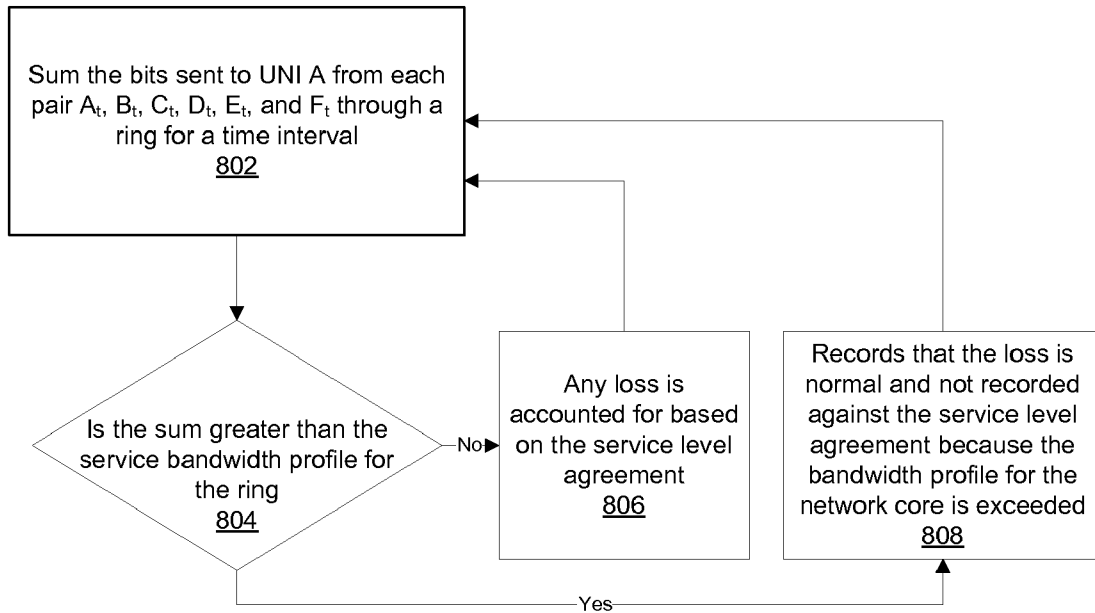 Sum the bits sent to UNI A from each
pair Aₜ, Bₜ, Cₜ, Dₜ, Eₜ, and Fₜ through a
ring for a time interval
802
Is the sum greater than the
service bandwidth profile for
the ring
804
No
Any loss is
accounted for based
on the service level
agreement
806
Records that the loss is
normal and not recorded
against the service level
agreement because the
bandwidth profile for the
network core is exceeded
808
Yes